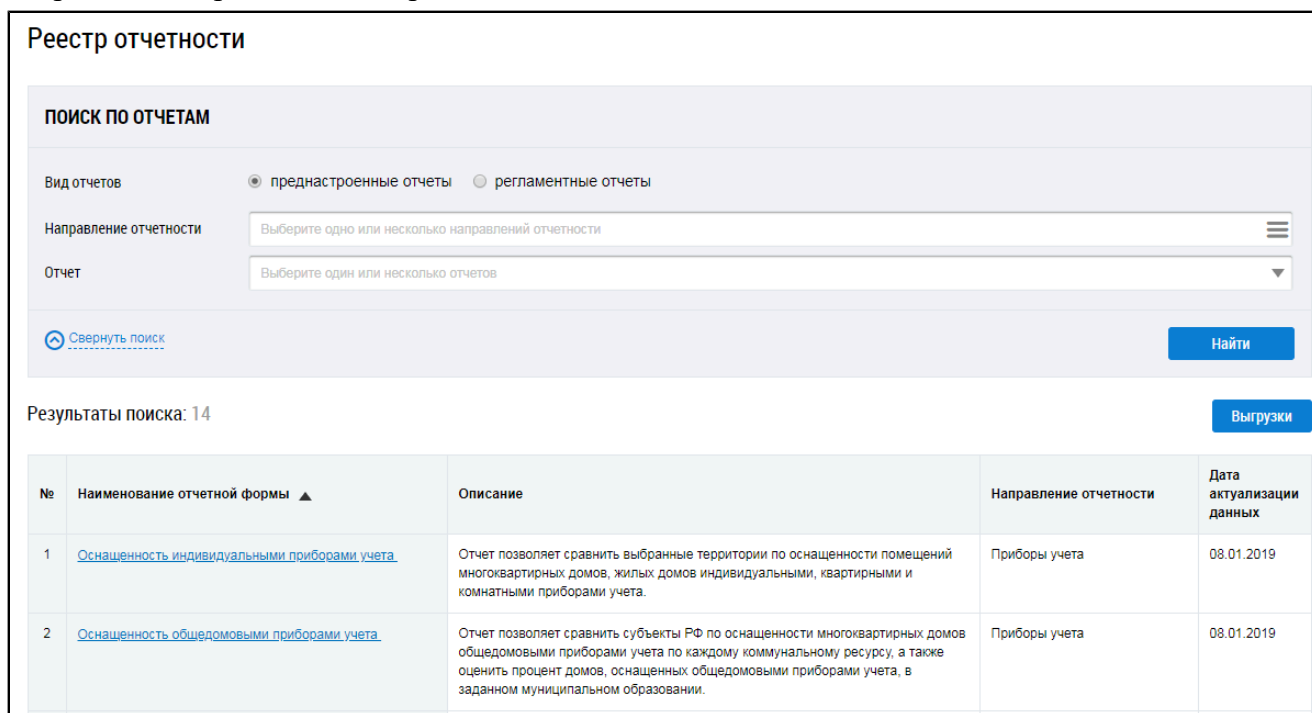 Реестр отчетности
ПОИСК ПО ОТЧЕТАМ
Вид отчетов
преднастроенные отчеты
регламентные отчеты
Направление отчетности
Выберите одно или несколько направлений отчетности
Отчет
Выберите один или несколько отчетов
Свернуть поиск
Найти
Результаты поиска: 14
Выгрузки
№
Наименование отчетной формы
Описание
Направление отчетности
Дата
актуализации
данных
1
Оснащенность индивидуальными приборами учета
Отчет позволяет сравнить выбранные территории по оснащенности помещений
многоквартирных домов, жилых домов индивидуальными, квартирными и
комнатными приборами учета.
Приборы учета
08.01.2019
2
Оснащенность общедомовыми приборами учета
Отчет позволяет сравнить субъекты РФ по оснащенности многоквартирных домов
общедомовыми приборами учета по каждому коммунальному ресурсу, а также
оценить процент домов, оснащенных общедомовыми приборами учета, в
заданном муниципальном образовании.
Приборы учета
08.01.2019